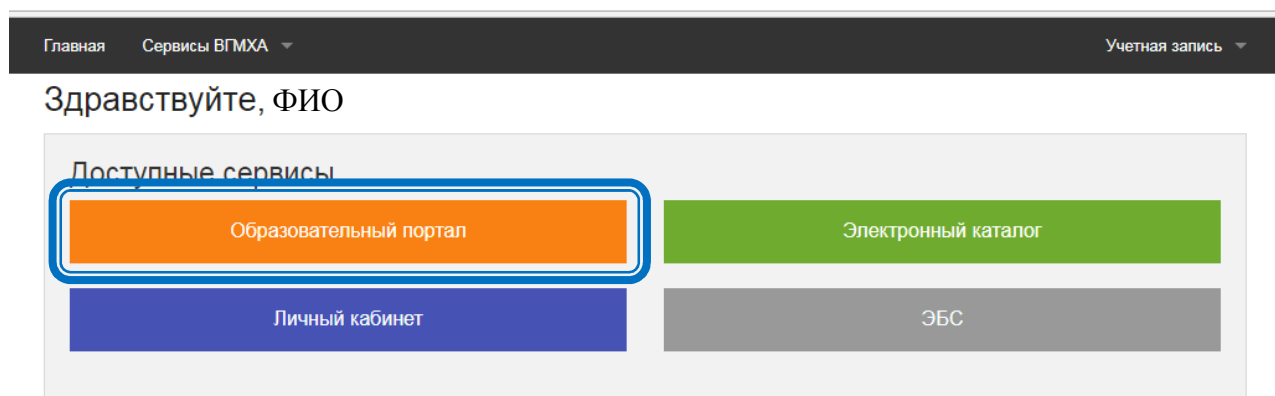 Главная Сервисы ВГМХА Учетная запись
Здравствуйте, ФИО
Доступные сервисы
Образовательный портал Электронный каталог
Личный кабинет ЭБС